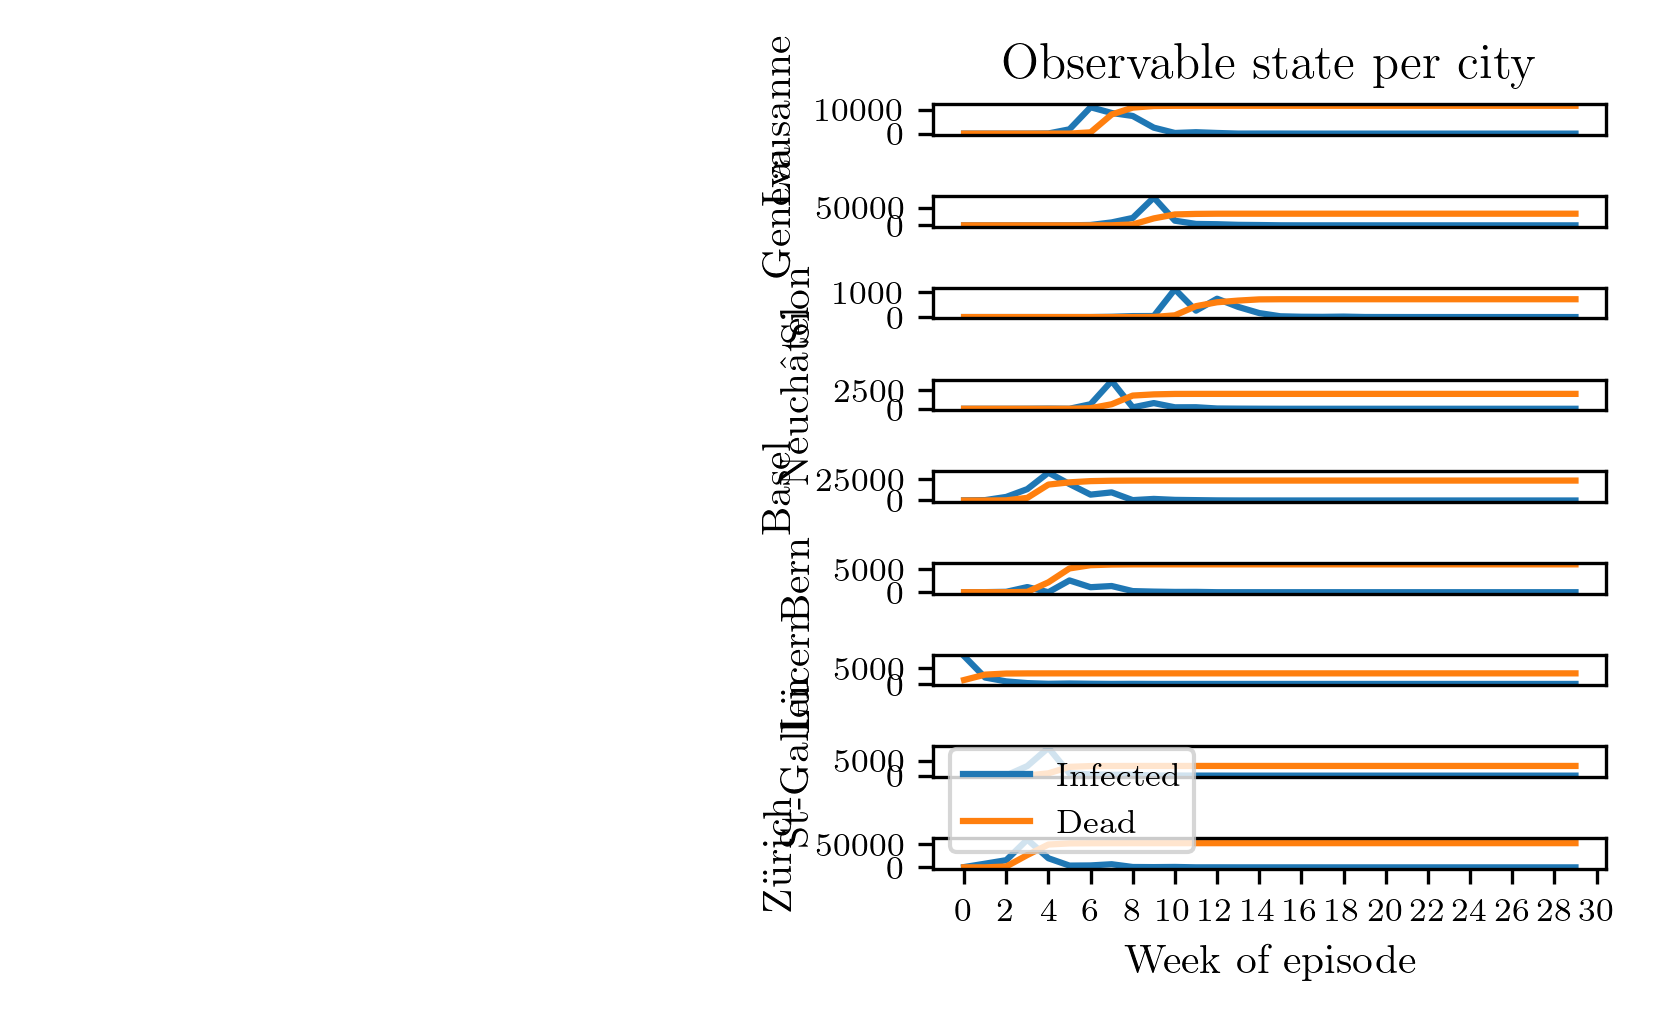 Observable state per city
Lausanne
10000
0
Geneva
50000
0
Sion
1000
0
Neuchâtel
2500
0
Basel
25000
0
Bern
5000
0
Lücern
5000
0
St-Gallen
5000
0
Infected
Dead
Zürich
50000
0
0 2 4 6 8 10 12 14 16 18 20 22 24 26 28 30
Week of episode